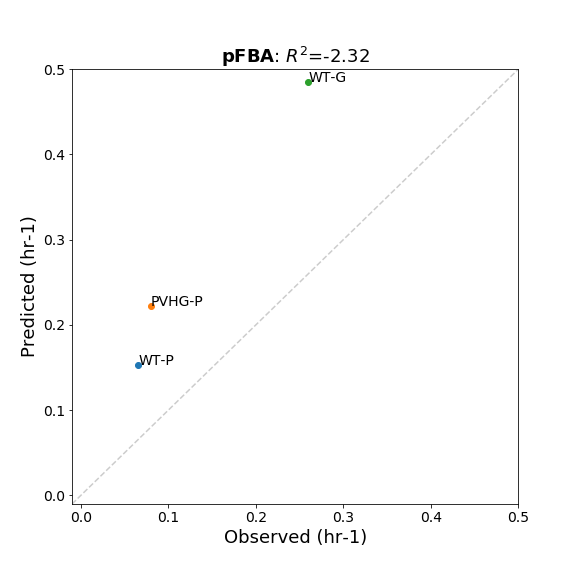 pFBA: R²=-2.32
Predicted (hr-1)
0.5
0.4
0.3
0.2
0.1
0.0
WT-G
PVHG-P
WT-P
0.0 0.1 0.2 0.3 0.4 0.5
Observed (hr-1)